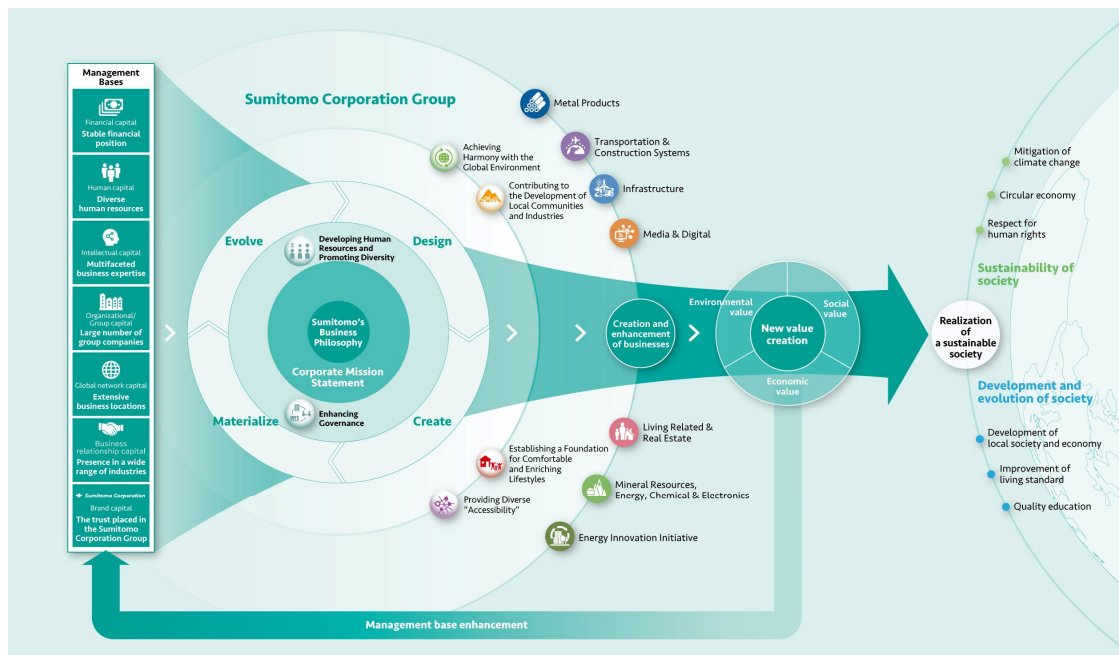 Management
Bases
Financial capital
Stable financial
position
Human capital
Diverse
human resources
Intellectual capital
Multifaceted
business expertise
Organizational/
Group capital
Large number of
group companies
Global network capital
Extensive
business locations
Business
relationship capital
Presence in a wide
range of industries
Sumitomo Corporation
Brand capital
The trust placed in
the Sumitomo
Corporation Group
Sumitomo Corporation Group
Evolve
Design
Materialize
Create
Developing Human
Resources and
Promoting Diversity
Sumitomo's
Business
Philosophy
Corporate Mission
Statement
Enhancing
Governance
Achieving
Harmony with the
Global Environment
Contributing to
the Development of
Local Communities
and Industries
Establishing a Foundation
for Comfortable
and Enriching
Lifestyles
Providing Diverse
"Accessibility"
Metal Products
Transportation &
Construction Systems
Infrastructure
Media & Digital
Creation and
enhancement
of businesses
Living Related &
Real Estate
Mineral Resources,
Energy, Chemical & Electronics
Energy Innovation Initiative
Environmental
value
Social
value
New value
creation
Economic
value
Realization
of
a sustainable
society
Mitigation of
climate change
Circular economy
Respect for
human rights
Sustainability of
society
Development and
evolution of society
Development of
local society and economy
Improvement of
living standard
Quality education
Management base enhancement